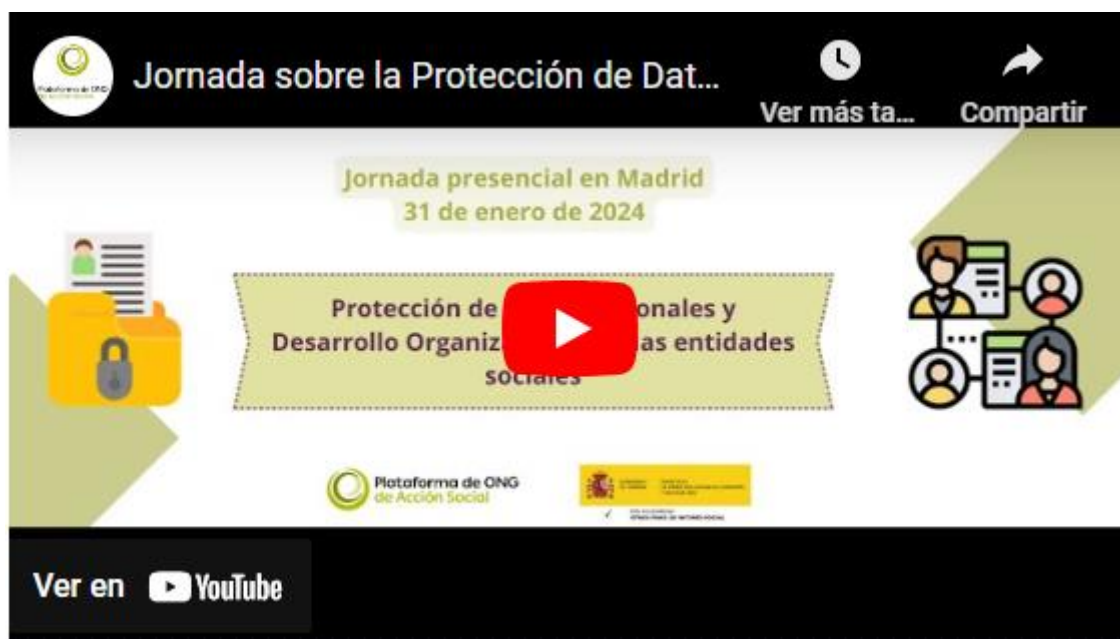 Jornada sobre la Protección de Dat...
Ver más ta...
Compartir
Jornada presencial en Madrid
31 de enero de 2024
Protección de onales y
Desarrollo Organiz as entidades
sociales
Plataforma de ONG
de Acción Social
Ver en YouTube